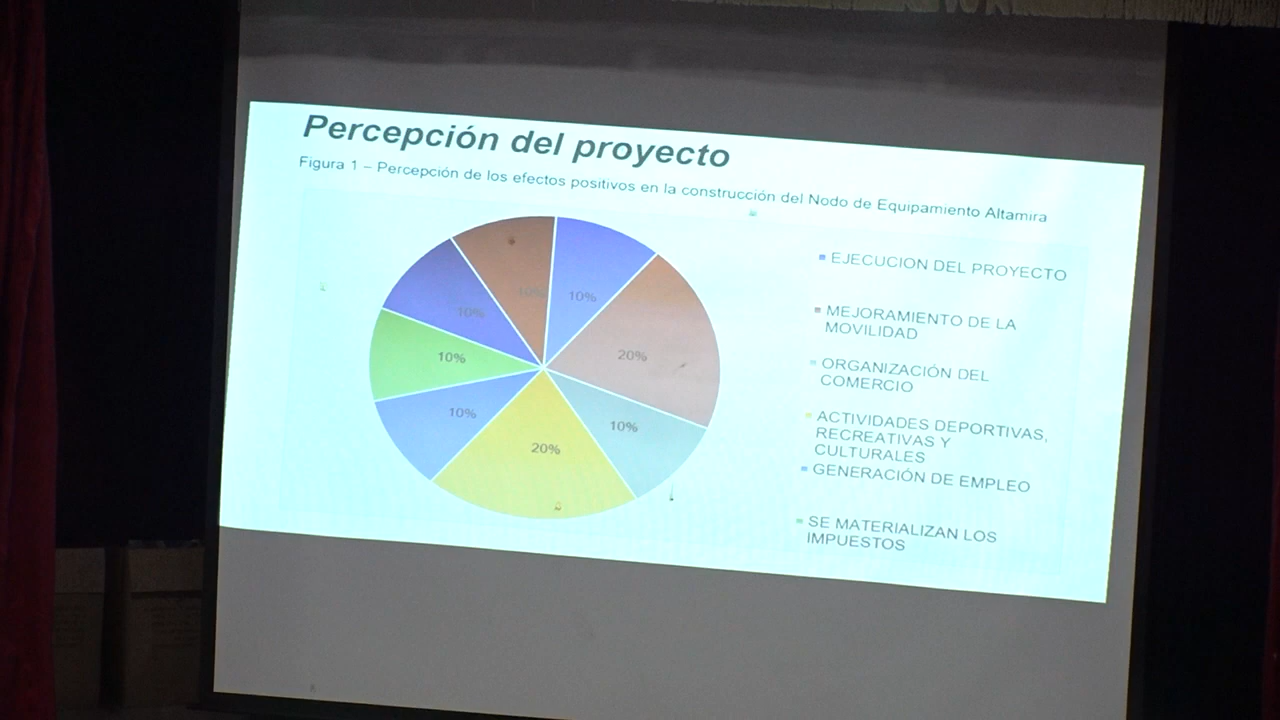 Percepción del proyecto
Figura 1 – Percepción de los efectos positivos en la construcción del Nodo de Equipamiento Altamira
10%
10%
10%
20%
10%
10%
10%
20%
EJECUCION DEL PROYECTO
MEJORAMIENTO DE LA
MOVILIDAD
ORGANIZACIÓN DEL
COMERCIO
ACTIVIDADES DEPORTIVAS,
RECREATIVAS Y
CULTURALES
GENERACIÓN DE EMPLEO
SE MATERIALIZAN LOS
IMPUESTOS